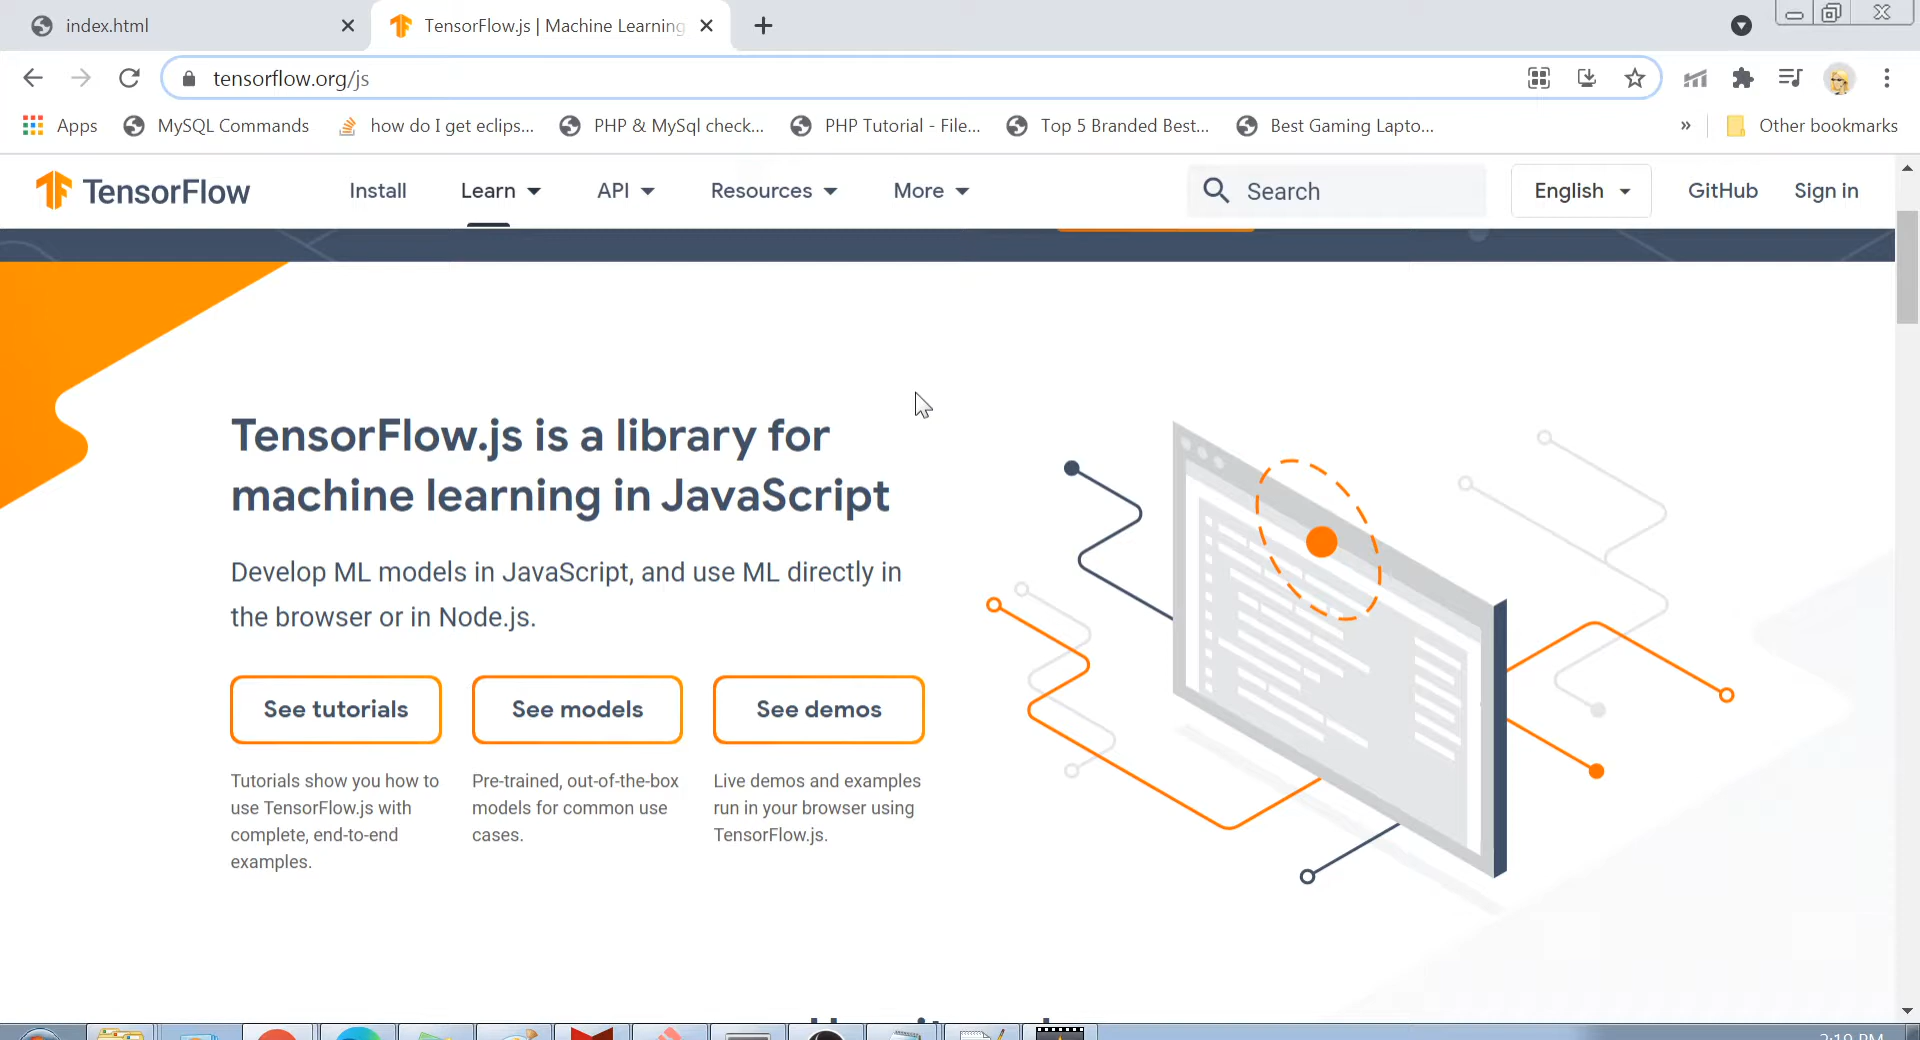 index.html
TensorFlow.js | Machine Learning
tensorflow.org/js
Apps
MySQL Commands
how do I get eclips...
PHP & MySql check...
PHP Tutorial - File...
Top 5 Branded Best...
Best Gaming Lapto...
»
Other bookmarks
TensorFlow
Install
Learn
API
Resources
More
Search
English
GitHub
Sign in
TensorFlow.js is a library for
machine learning in JavaScript
Develop ML models in JavaScript, and use ML directly in
the browser or in Node.js.
See tutorials
See models
See demos
Tutorials show you how to
use TensorFlow.js with
complete, end-to-end
examples.
Pre-trained, out-of-the-box
models for common use
cases.
Live demos and examples
run in your browser using
TensorFlow.js.